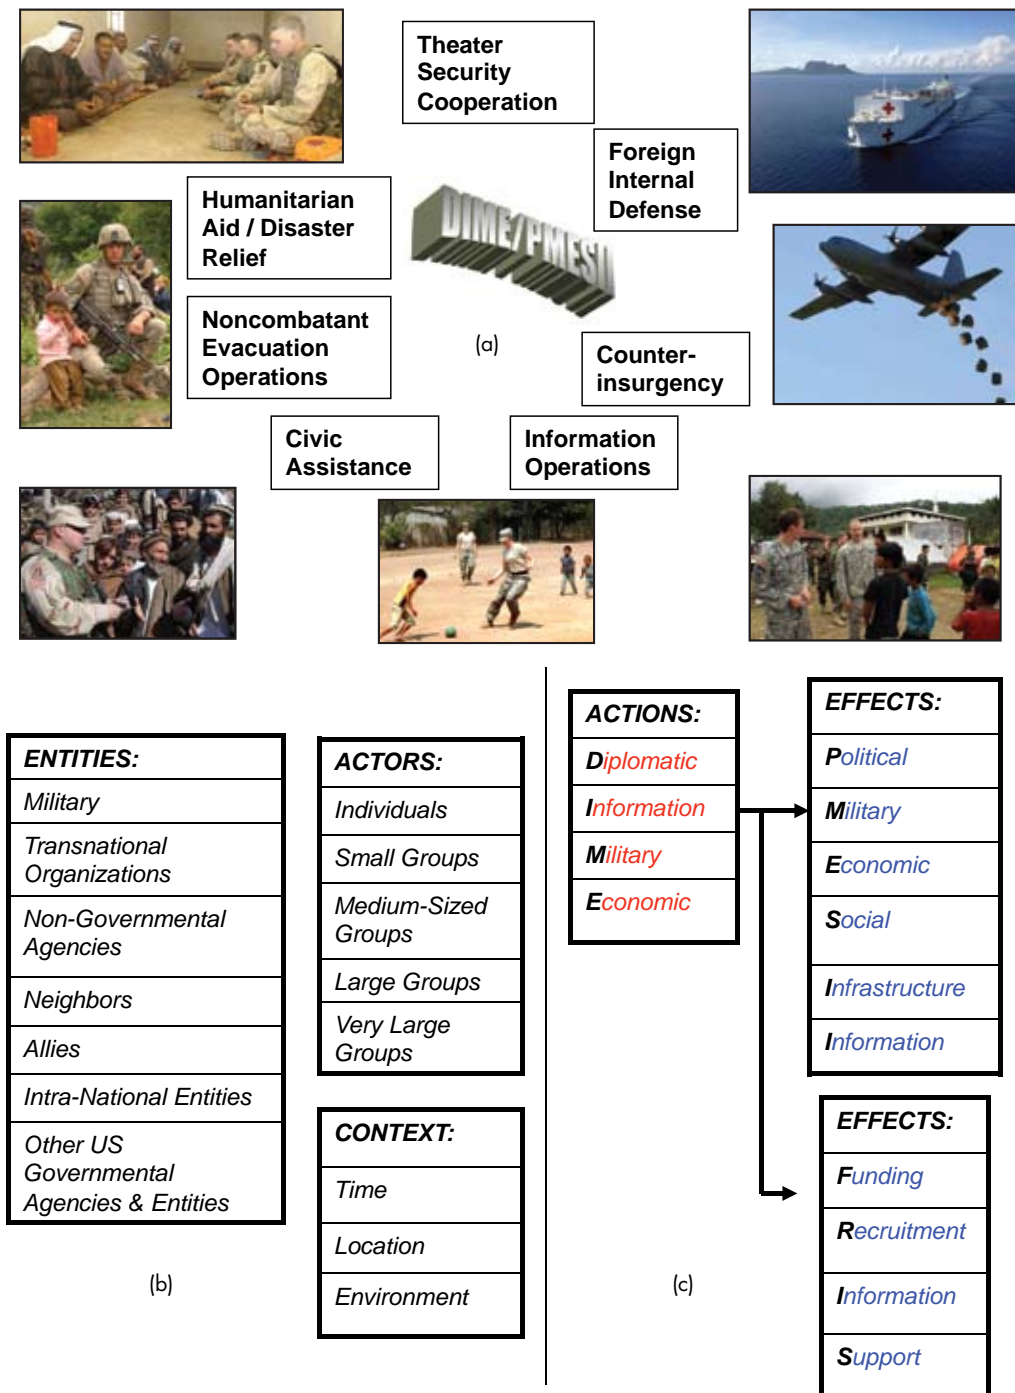 Theater
Security
Cooperation
Foreign
Internal
Defense
Humanitarian
Aid / Disaster
Relief
DIME/PMESII
Noncombatant
Evacuation
Operations
(a)
Counter-
insurgency
Civic
Assistance
Information
Operations
ENTITIES:
Military
Transnational
Organizations
Non-Governmental
Agencies
Neighbors
Allies
Intra-National Entities
Other US
Governmental
Agencies & Entities
(b)
ACTORS:
Individuals
Small Groups
Medium-Sized
Groups
Large Groups
Very Large
Groups
CONTEXT:
Time
Location
Environment
ACTIONS:
Diplomatic
Information
Military
Economic
(c)
EFFECTS:
Political
Military
Economic
Social
Infrastructure
Information
EFFECTS:
Funding
Recruitment
Information
Support